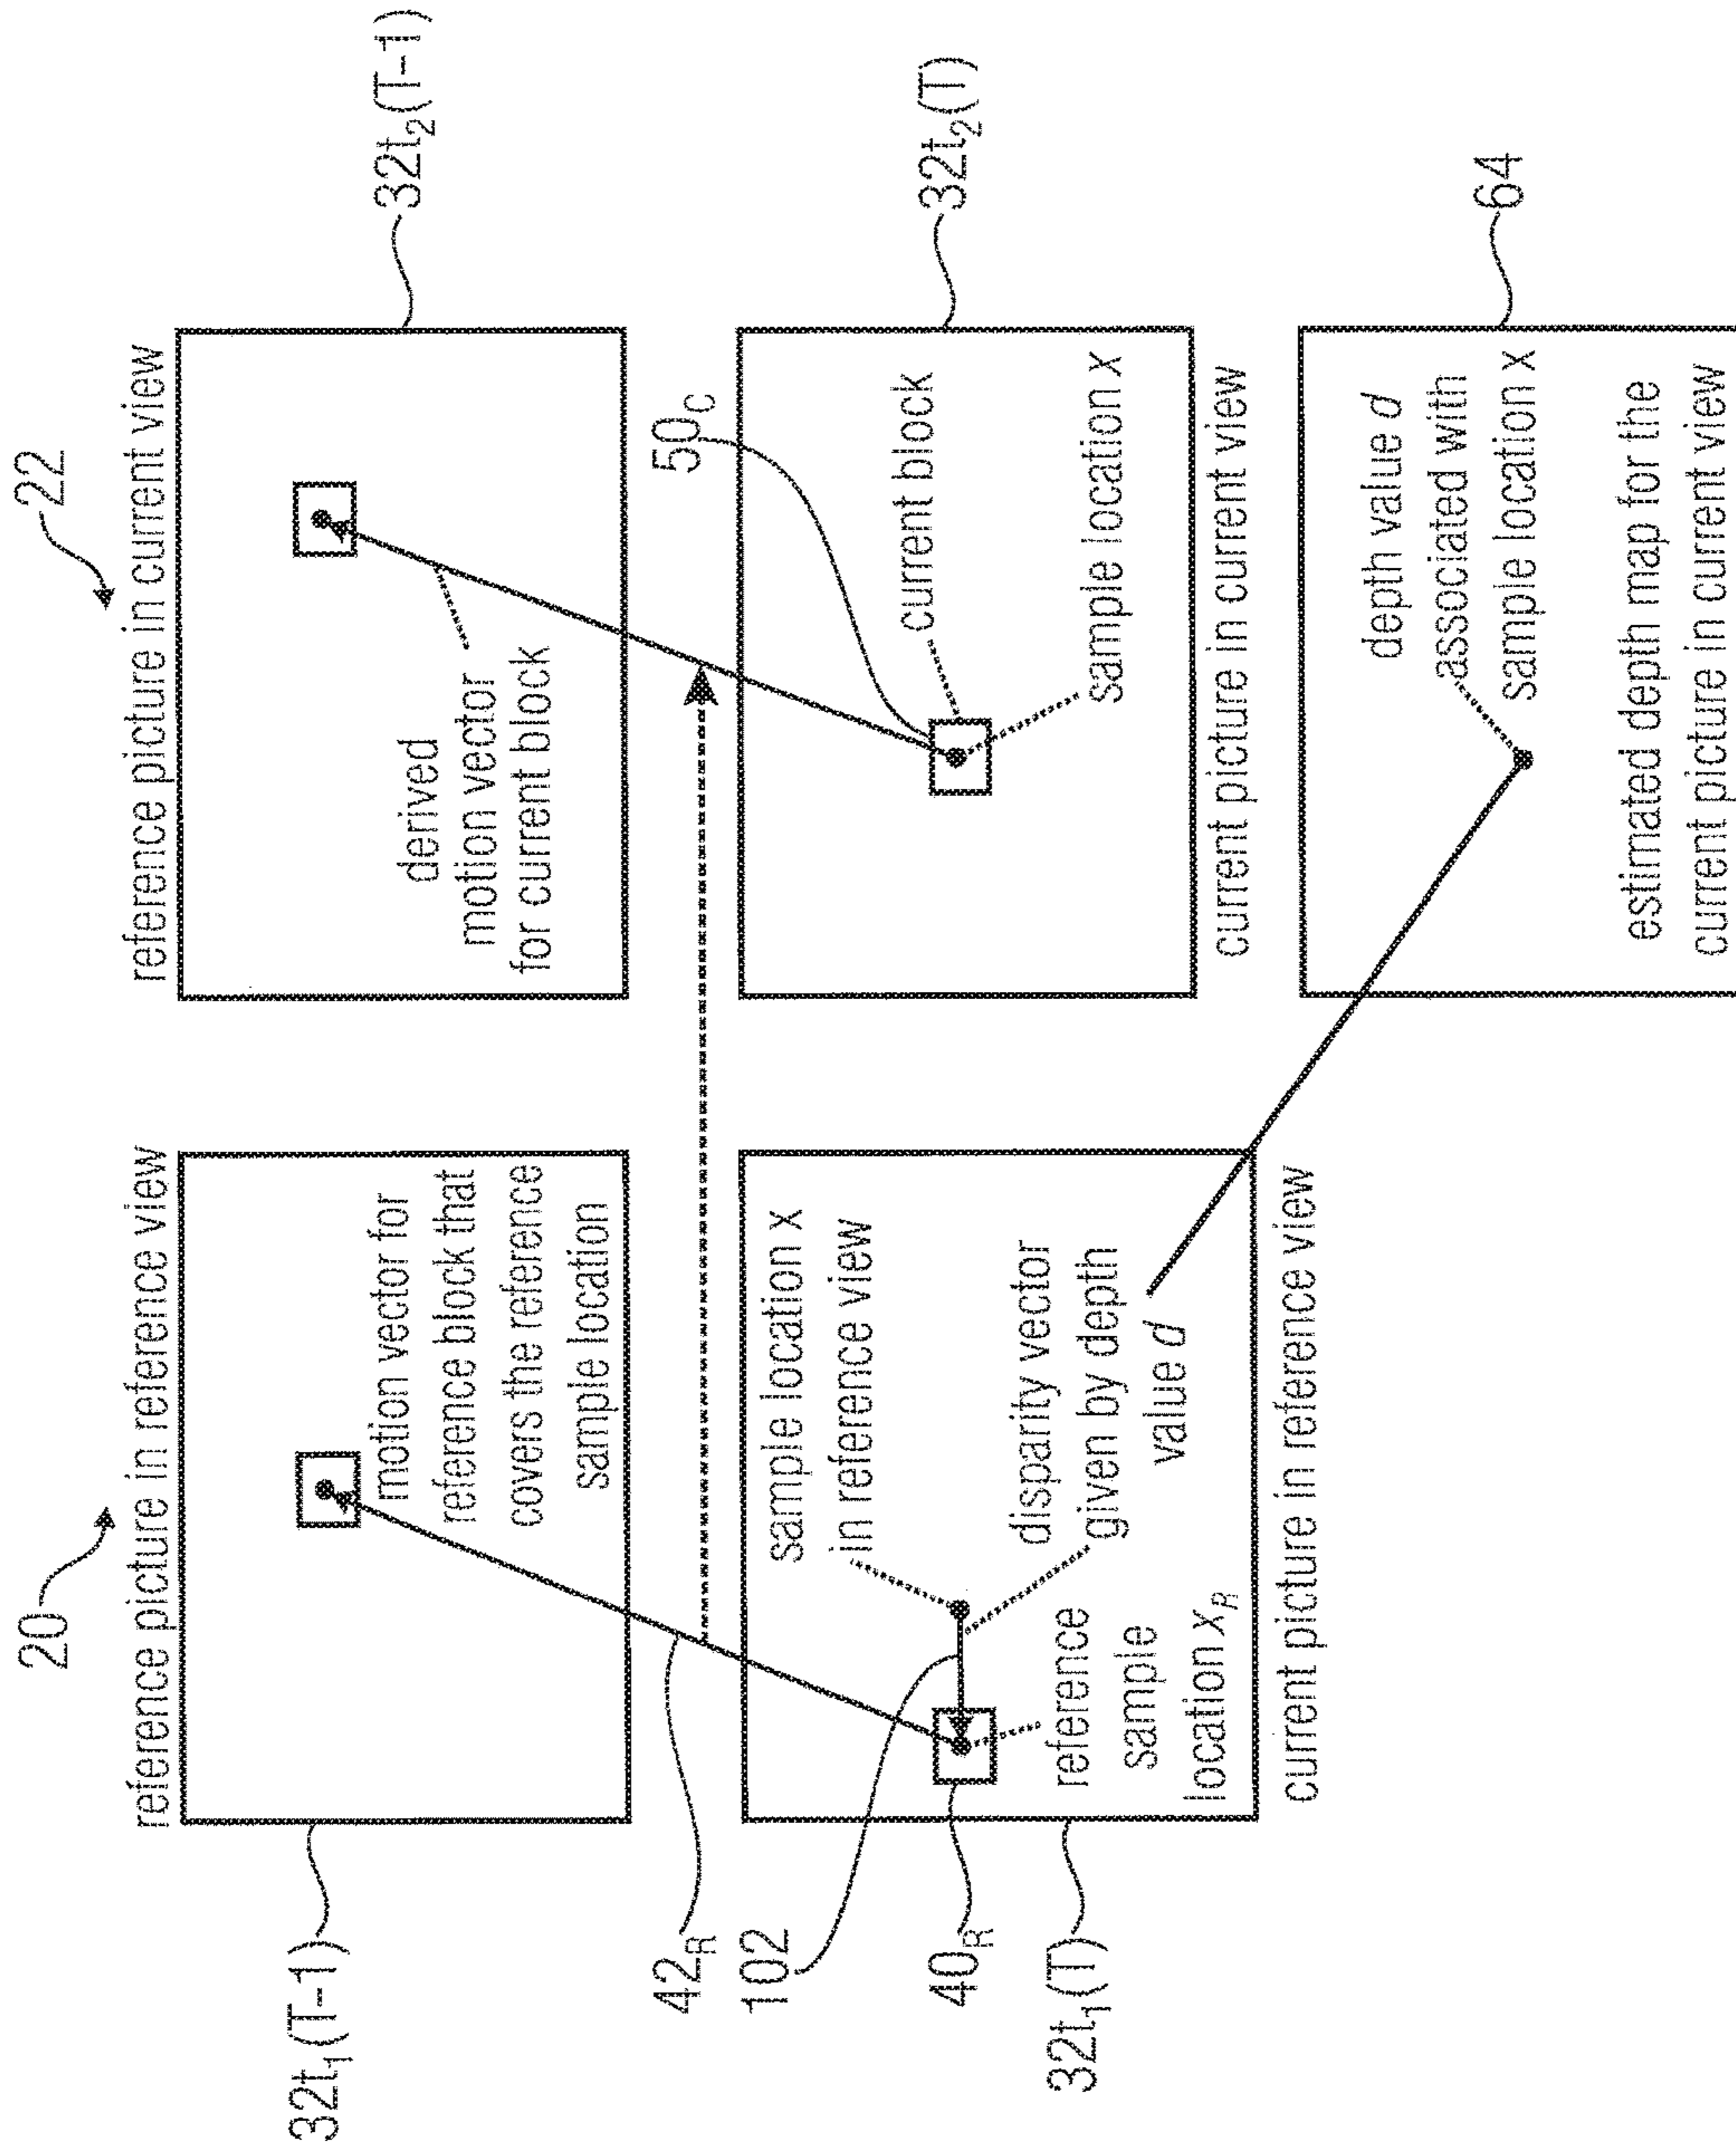 20
reference picture in reference view
32t₁(T-1)
motion vector for
reference block that
covers the reference
sample location
42R
102
40R
32t₁(T)
sample location x
in reference view
disparity vector
given by depth
value d
reference
sample
location xR
current picture in reference view
22
reference picture in current view
32t₂(T-1)
derived
motion vector
for current block
50C
current block
sample location x
32t₂(T)
current picture in current view
64
depth value d
associated with
sample location x
estimated depth map for the
current picture in current view